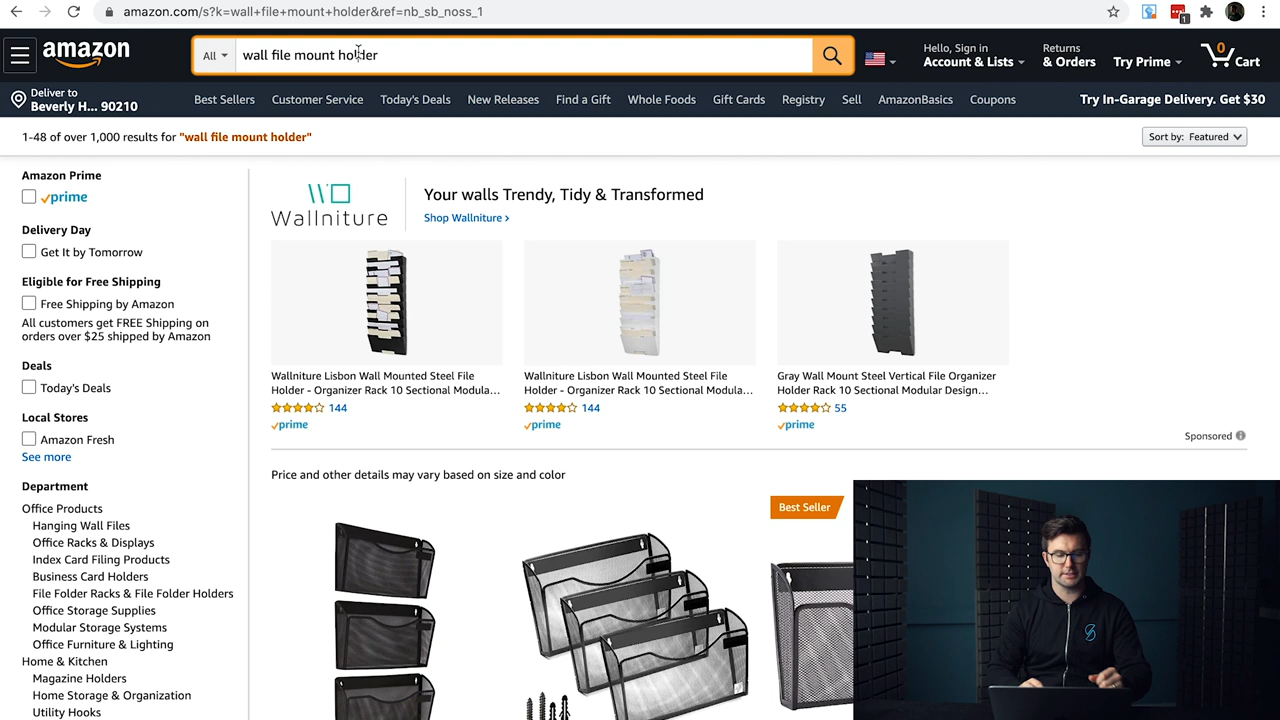 amazon.com/s?k=wall+file+mount+holder&ref=nb_sb_noss_1
1
amazon
All
wall file mount holder
Hello, Sign in
Account & Lists
Returns
& Orders
Try Prime
0
Cart
Deliver to
Beverly H... 90210
Best Sellers
Customer Service
Today's Deals
New Releases
Find a Gift
Whole Foods
Gift Cards
Registry
Sell
AmazonBasics
Coupons
Try In-Garage Delivery. Get $30
1-48 of over 1,000 results for "wall file mount holder"
Sort by: Featured
Amazon Prime
prime
Delivery Day
Get It by Tomorrow
Eligible for Free Shipping
Free Shipping by Amazon
All customers get FREE Shipping on
orders over $25 shipped by Amazon
Deals
Today's Deals
Local Stores
Amazon Fresh
See more
Department
Office Products
Hanging Wall Files
Office Racks & Displays
Index Card Filing Products
Business Card Holders
File Folder Racks & File Folder Holders
Office Storage Supplies
Modular Storage Systems
Office Furniture & Lighting
Home & Kitchen
Magazine Holders
Home Storage & Organization
Utility Hooks
Wallniture
Your walls Trendy, Tidy & Transformed
Shop Wallniture ›
Wallniture Lisbon Wall Mounted Steel File
Holder - Organizer Rack 10 Sectional Modula...
144
prime
Wallniture Lisbon Wall Mounted Steel File
Holder - Organizer Rack 10 Sectional Modula...
144
prime
Gray Wall Mount Steel Vertical File Organizer
Holder Rack 10 Sectional Modular Design...
55
prime
Sponsored
Price and other details may vary based on size and color
Best Seller